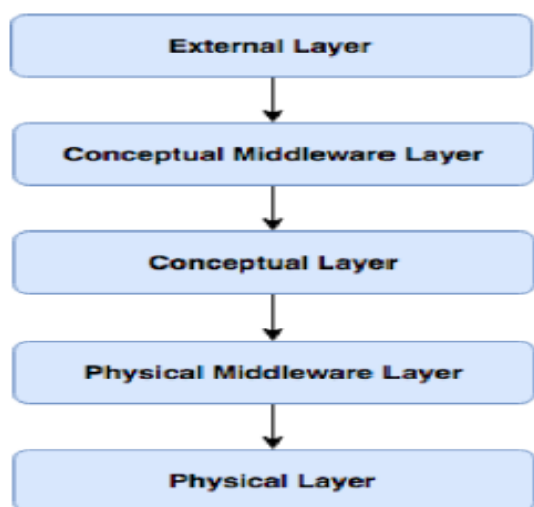 External Layer
Conceptual Middleware Layer
Conceptual Layer
Physical Middleware Layer
Physical Layer